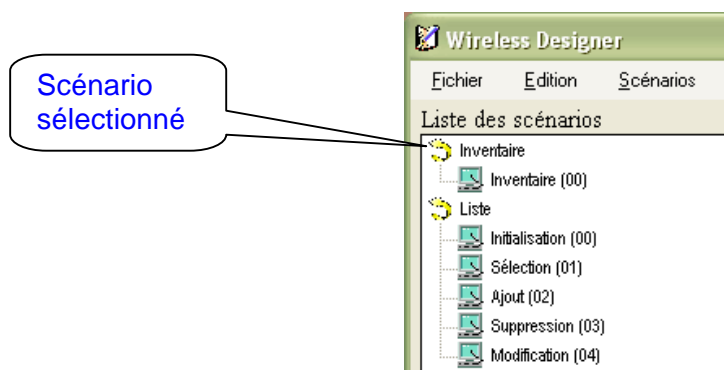 Scénario
sélectionné
Wireless Designer
Fichier Edition Scénarios
Liste des scénarios
Inventaire
Inventaire (00)
Liste
Initialisation (00)
Sélection (01)
Ajout (02)
Suppression (03)
Modification (04)